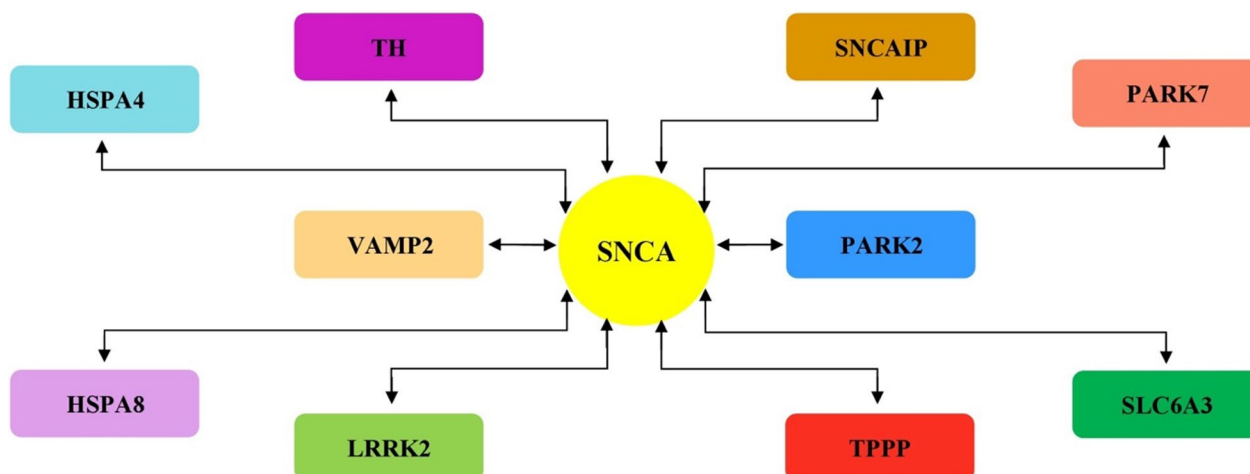 TH
SNCAIP
HSPA4
PARK7
VAMP2
SNCA
PARK2
HSPA8
SLC6A3
LRRK2
TPPP